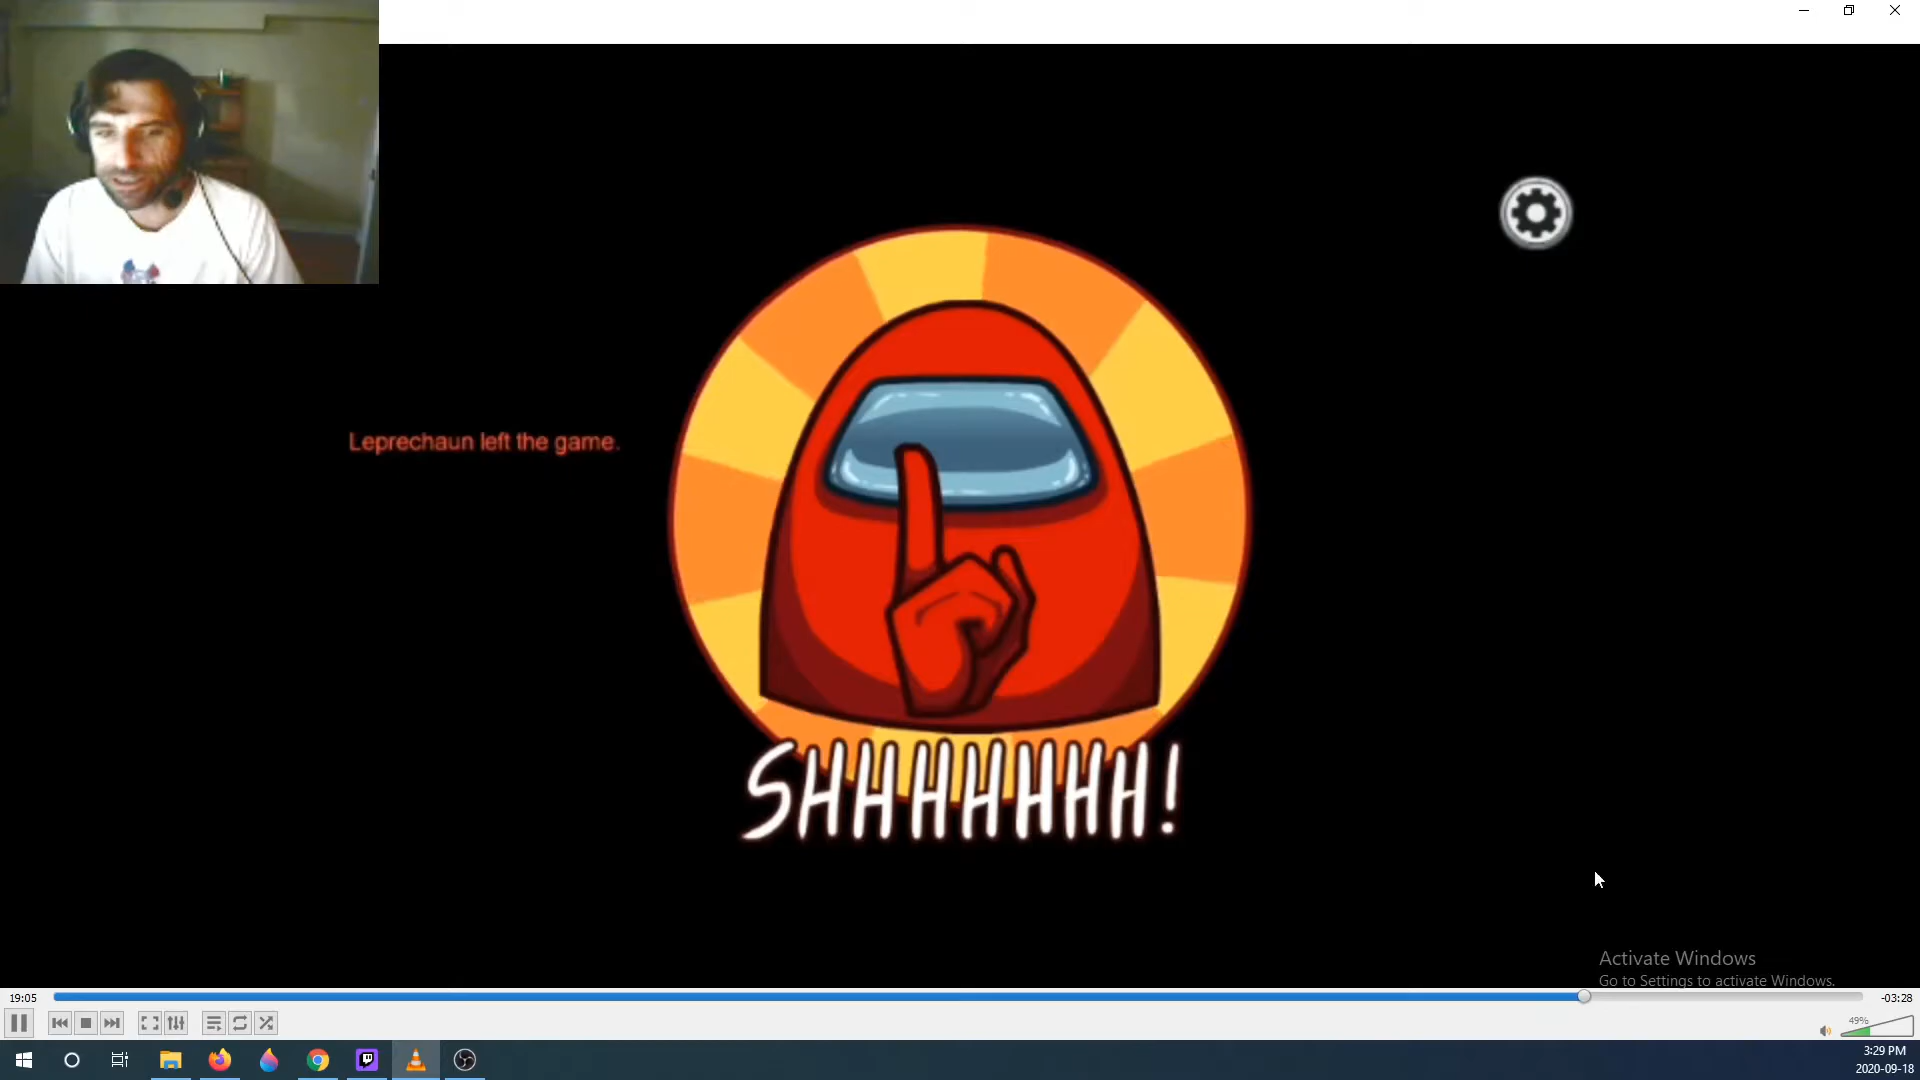 Leprechaun left the game.
SHHHHHHH!
Activate Windows
Go to Settings to activate Windows.
19:05
-03:28
49%
3:29 PM
2020-09-18